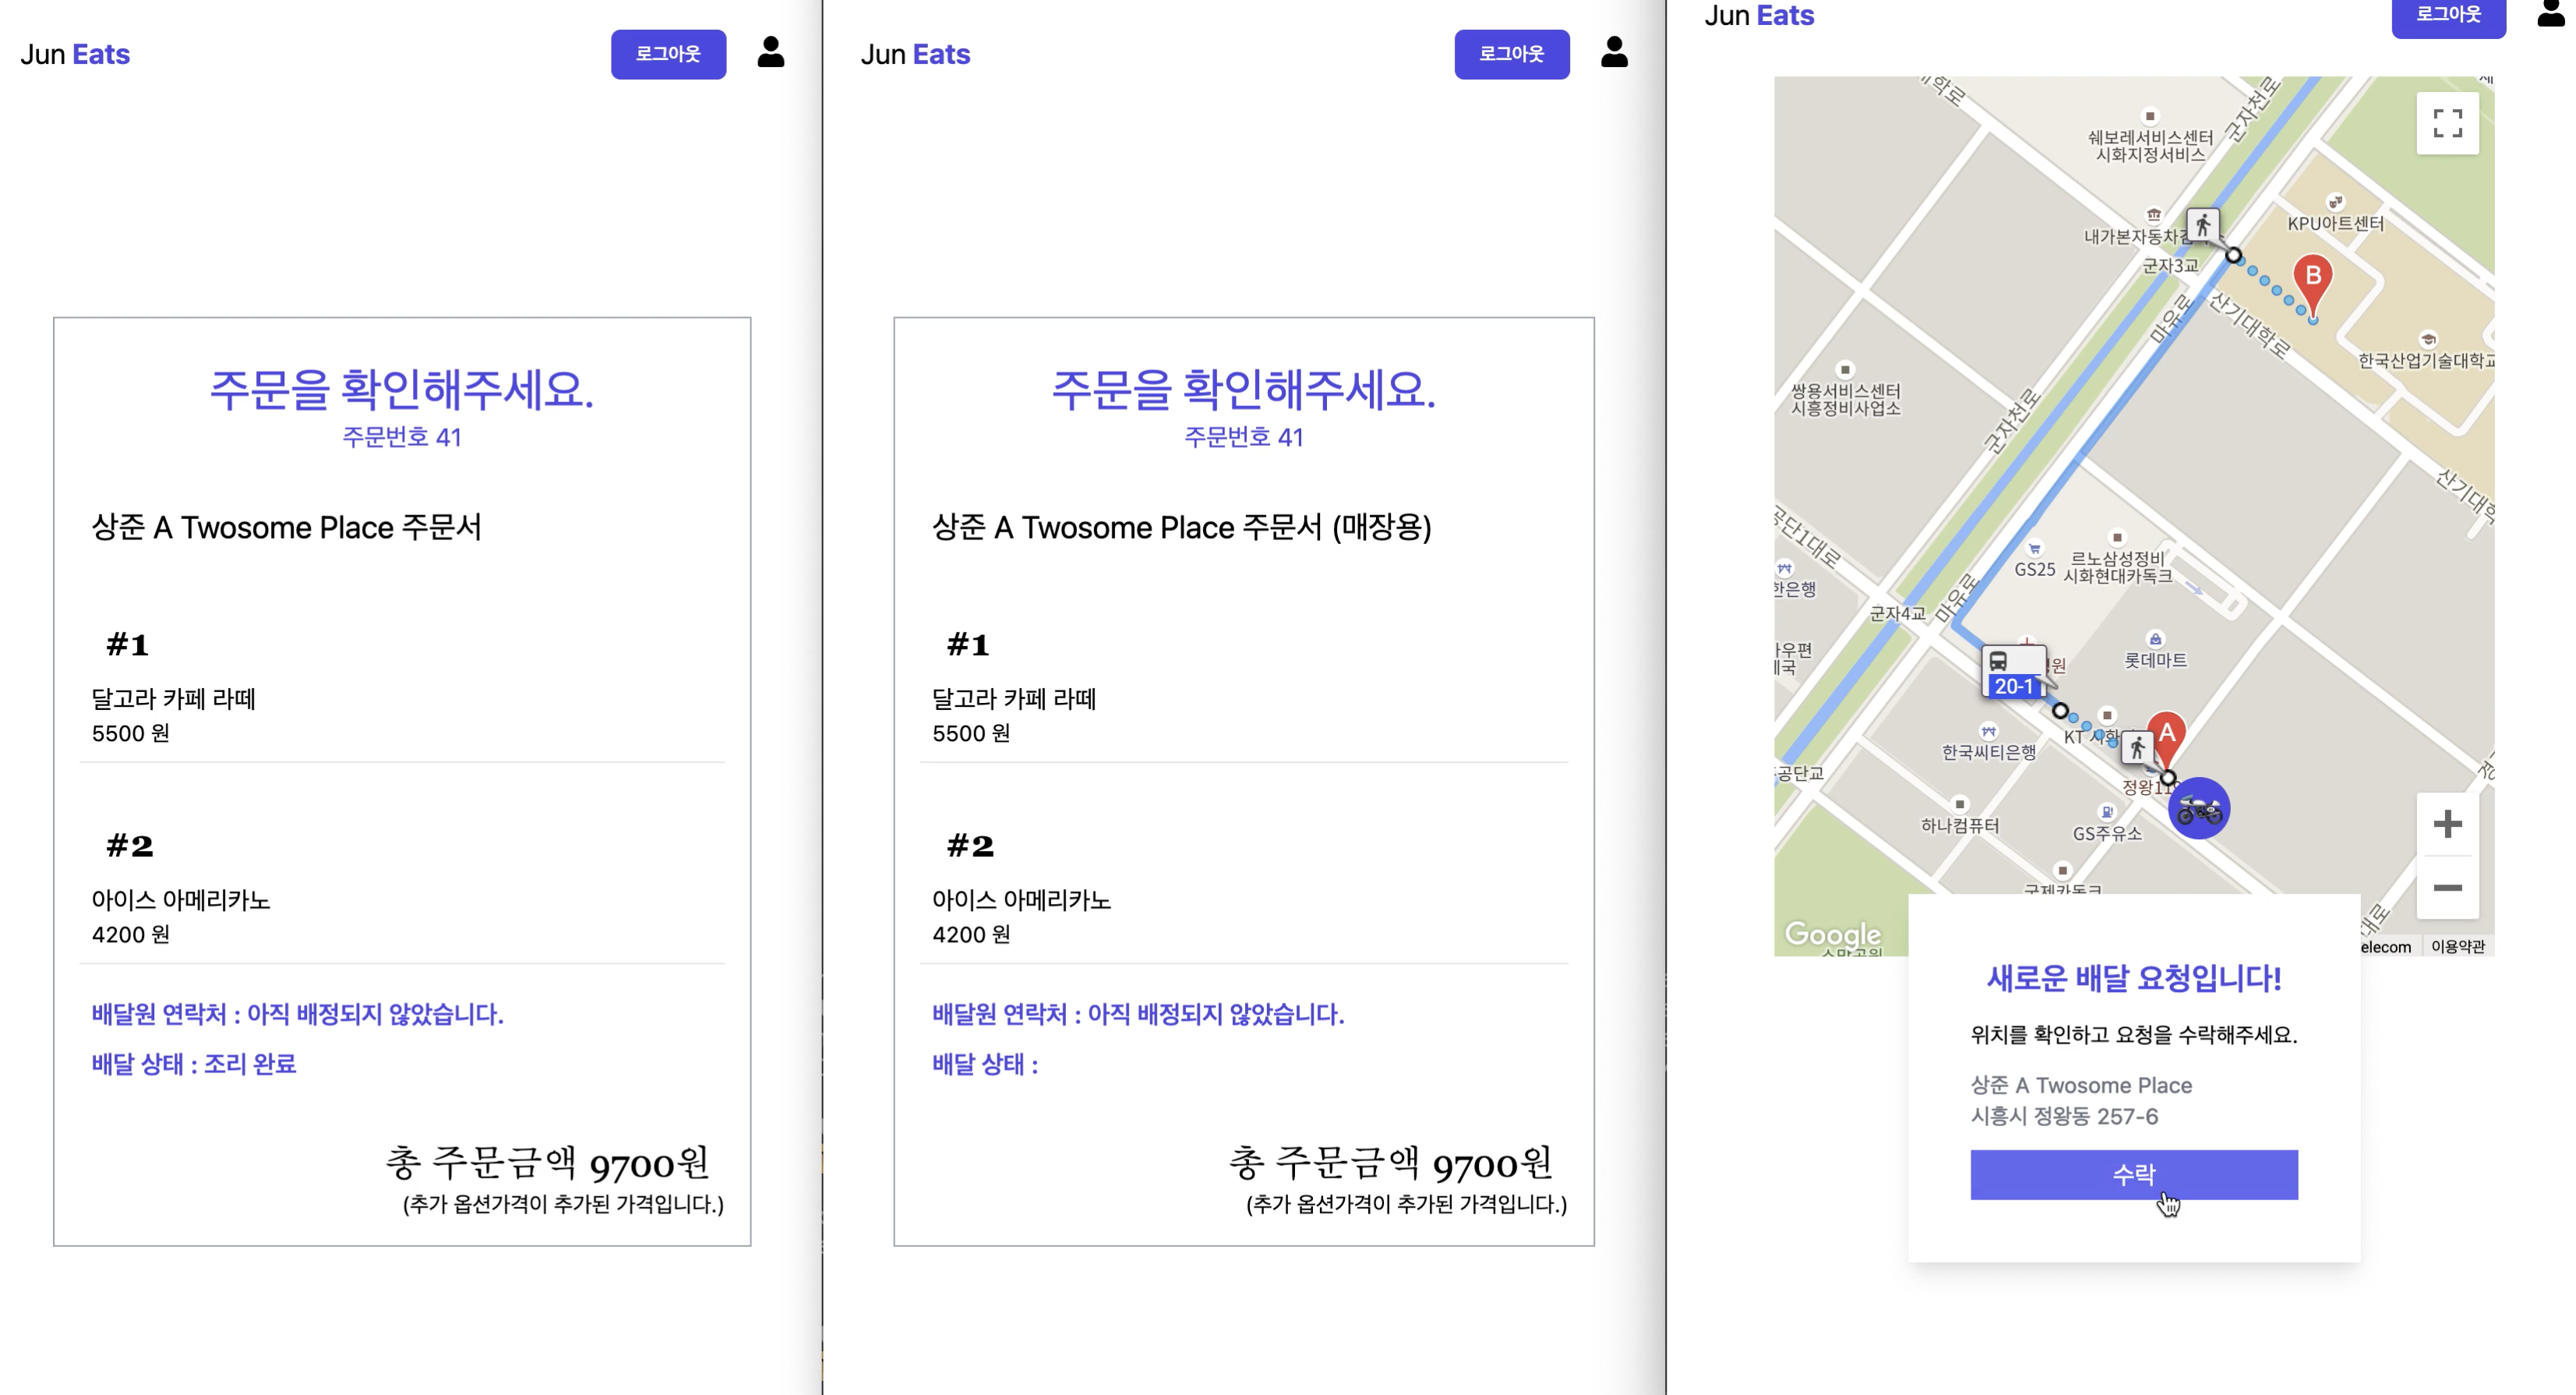 Jun Eats
로그아웃
주문을 확인해주세요.
주문번호 41
상준 A Twosome Place 주문서
#1
달고라 카페 라떼
5500 원
#2
아이스 아메리카노
4200 원
배달원 연락처 : 아직 배정되지 않았습니다.
배달 상태 : 조리 완료
총 주문금액 9700원
(추가 옵션가격이 추가된 가격입니다.)
Jun Eats
로그아웃
주문을 확인해주세요.
주문번호 41
상준 A Twosome Place 주문서 (매장용)
#1
달고라 카페 라떼
5500 원
#2
아이스 아메리카노
4200 원
배달원 연락처 : 아직 배정되지 않았습니다.
배달 상태 :
총 주문금액 9700원
(추가 옵션가격이 추가된 가격입니다.)
Jun Eats
로그아웃
군자천로
쉐보레서비스센터
시화지정서비스
KPU아트센터
군자3교
B
마유로
산기대학로
한국산업기술대학교
쌍용서비스센터
시흥정비사업소
군자천로
공단1대로
GS25
르노삼성정비
시화현대카독크
마유로
군자4교
롯데마트
20-1
KT
A
한국씨티은행
공단교
하나컴퓨터
GS주유소
Google
이용약관
새로운 배달 요청입니다!
위치를 확인하고 요청을 수락해주세요.
상준 A Twosome Place
시흥시 정왕동 257-6
수락